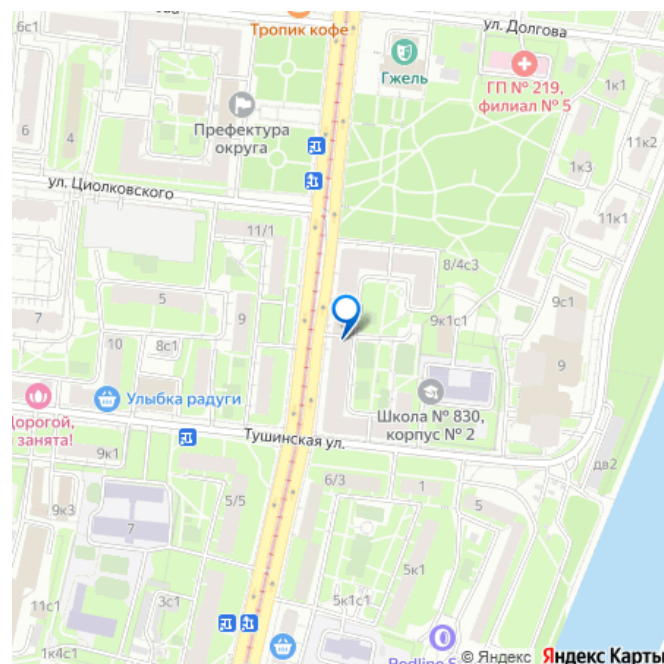 6с1
ул. Долгова
Тропик кофе
Гжель
ГП № 219,
филиал № 5
1к1
6
4
Префектура
округа
11к2
1к3
ул. Циолковского
11к1
11/1
8/4с3
5
9с1
7
9
9к1с1
10
8с1
9
Улыбка радуги
Школа № 830,
корпус № 2
Дорогой,
занята!
Тушинская ул.
9к1
дв2
6/3
1
5/5
5
9к3
7
5к1
11с1
3с1
5к1с1
1к4с1
© Яндекс Яндекс Карты